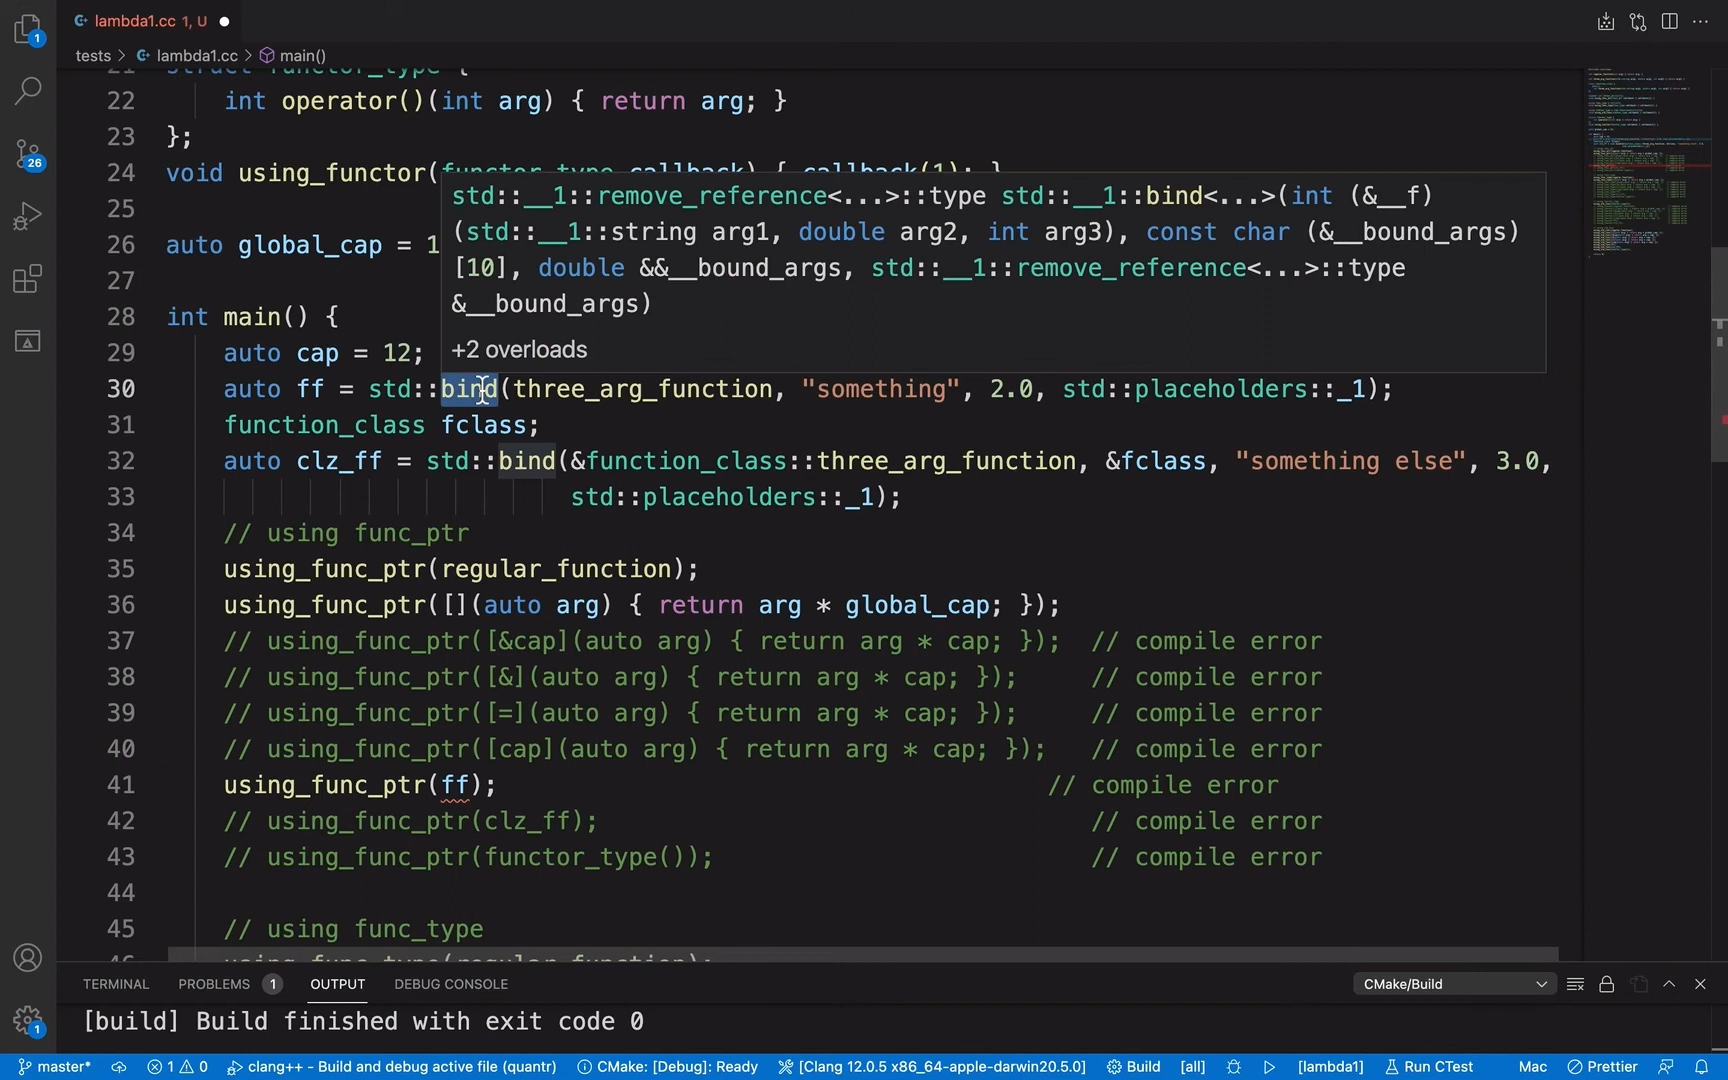 lambda1.cc 1, U
tests > lambda1.cc > main()
22 int operator()(int arg) { return arg; }
23 };
24 void using_functor(functor_type callback) { callback(1); }
std::__1::remove_reference<...>::type std::__1::bind<...>(int (&__f)
(std::__1::string arg1, double arg2, int arg3), const char (&__bound_args)
[10], double &&__bound_args, std::__1::remove_reference<...>::type
&__bound_args)
+2 overloads
25
26 auto global_cap = 1
27
28 int main() {
29 auto cap = 12;
30 auto ff = std::bind(three_arg_function, "something", 2.0, std::placeholders::_1);
31 function_class fclass;
32 auto clz_ff = std::bind(&function_class::three_arg_function, &fclass, "something else", 3.0,
33 std::placeholders::_1);
34 // using func_ptr
35 using_func_ptr(regular_function);
36 using_func_ptr([](auto arg) { return arg * global_cap; });
37 // using_func_ptr([&cap](auto arg) { return arg * cap; }); // compile error
38 // using_func_ptr([&](auto arg) { return arg * cap; }); // compile error
39 // using_func_ptr([=](auto arg) { return arg * cap; }); // compile error
40 // using_func_ptr([cap](auto arg) { return arg * cap; }); // compile error
41 using_func_ptr(ff); // compile error
42 // using_func_ptr(clz_ff); // compile error
43 // using_func_ptr(functor_type()); // compile error
44
45 // using func_type
TERMINAL PROBLEMS 1 OUTPUT DEBUG CONSOLE CMake/Build
[build] Build finished with exit code 0
master* 1 0 clang++ - Build and debug active file (quantr) CMake: [Debug]: Ready [Clang 12.0.5 x86_64-apple-darwin20.5.0] Build [all] [lambda1] Run CTest Mac Prettier
1
26
1